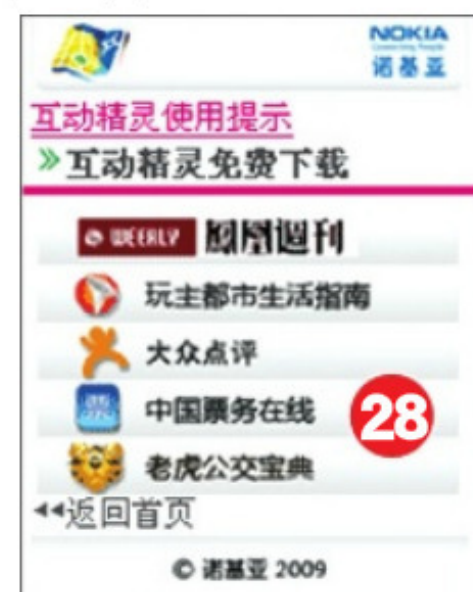 NOKIA
Connecting People
诺基亚
互动精灵使用提示
»互动精灵免费下载
WEEKLY 鳳凰週刊
玩主都市生活指南
大众点评
中国票务在线
28
老虎公交宝典
◂◂返回首页
© 诺基亚 2009